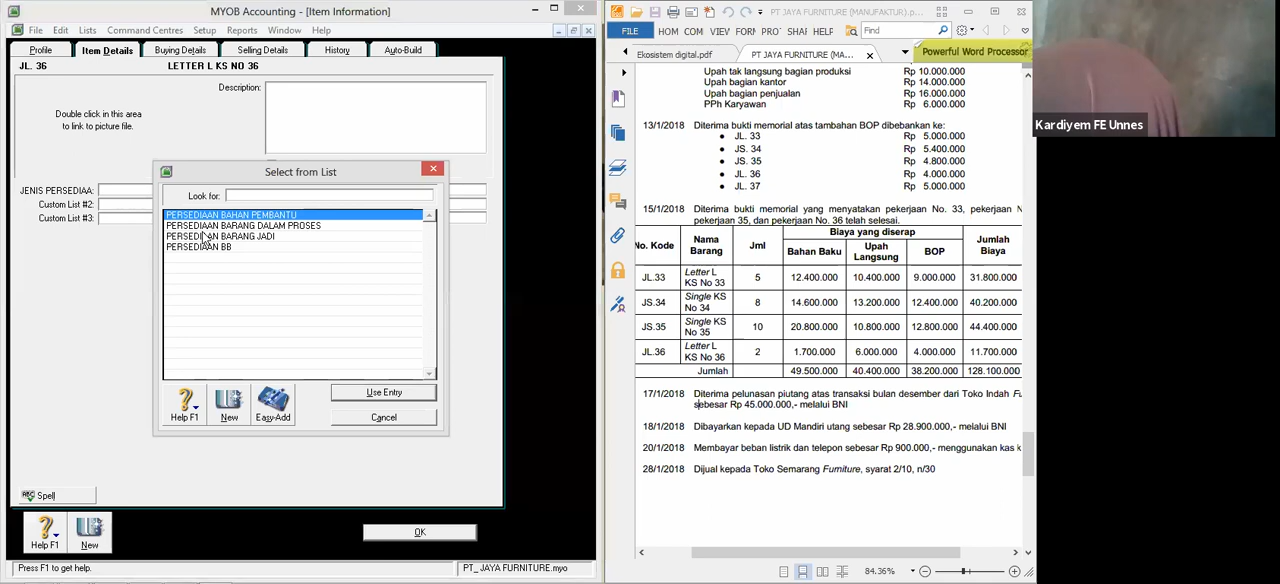 MYOB Accounting - [Item Information]
File Edit Lists Command Centres Setup Reports Window Help
Profile Item Details Buying Details Selling Details History Auto-Build
JL. 36 LETTER L KS NO 36
Description:
Double click in this area
to link to picture file.
JENIS PERSEDIAA:
Custom List #2:
Custom List #3:
Select from List
Look for:
PERSEDIAAN BAHAN PEMBANTU
PERSEDIAAN BARANG DALAM PROSES
PERSEDIAAN BARANG JADI
PERSEDIAAN BB
Help F1 New Easy-Add
Use Entry
Cancel
ABC Spell
Help F1 New
OK
Press F1 to get help. PT_ JAYA FURNITURE.myo
PT JAYA FURNITURE (MANUFAKTUR).p...
FILE HOM COM VIEW FORM PRO SHAR HELP Find
Ekosistem digital.pdf PT JAYA FURNITURE (MA... Powerful Word Processor
Upah tak langsung bagian produksi Rp 10.000.000
Upah bagian kantor Rp 14.000.000
Upah bagian penjualan Rp 16.000.000
PPh Karyawan Rp 6.000.000
13/1/2018 Diterima bukti memorial atas tambahan BOP dibebankan ke:
• JL. 33 Rp 5.000.000
• JS. 34 Rp 5.400.000
• JS. 35 Rp 4.800.000
• JL. 36 Rp 4.000.000
• JL. 37 Rp 5.000.000
15/1/2018 Diterima bukti memorial yang menyatakan pekerjaan No. 33, pekerjaan N
pekerjaan 35, dan pekerjaan No. 36 telah selesai.
No. Kode Nama Barang Jml Biaya yang diserap Jumlah Biaya
Bahan Baku Upah Langsung BOP
JL.33 Letter L KS No 33 5 12.400.000 10.400.000 9.000.000 31.800.000
JS.34 Single KS No 34 8 14.600.000 13.200.000 12.400.000 40.200.000
JS.35 Single KS No 35 10 20.800.000 10.800.000 12.800.000 44.400.000
JL.36 Letter L KS No 36 2 1.700.000 6.000.000 4.000.000 11.700.000
Jumlah 49.500.000 40.400.000 38.200.000 128.100.000
17/1/2018 Diterima pelunasan piutang atas transaksi bulan desember dari Toko Indah Fu
sebesar Rp 45.000.000,- melalui BNI
18/1/2018 Dibayarkan kepada UD Mandiri utang sebesar Rp 28.900.000,- melalui BNI
20/1/2018 Membayar beban listrik dan telepon sebesar Rp 900.000,- menggunakan kas k
28/1/2018 Dijual kepada Toko Semarang Furniture, syarat 2/10, n/30
84.36%
Kardiyem FE Unnes